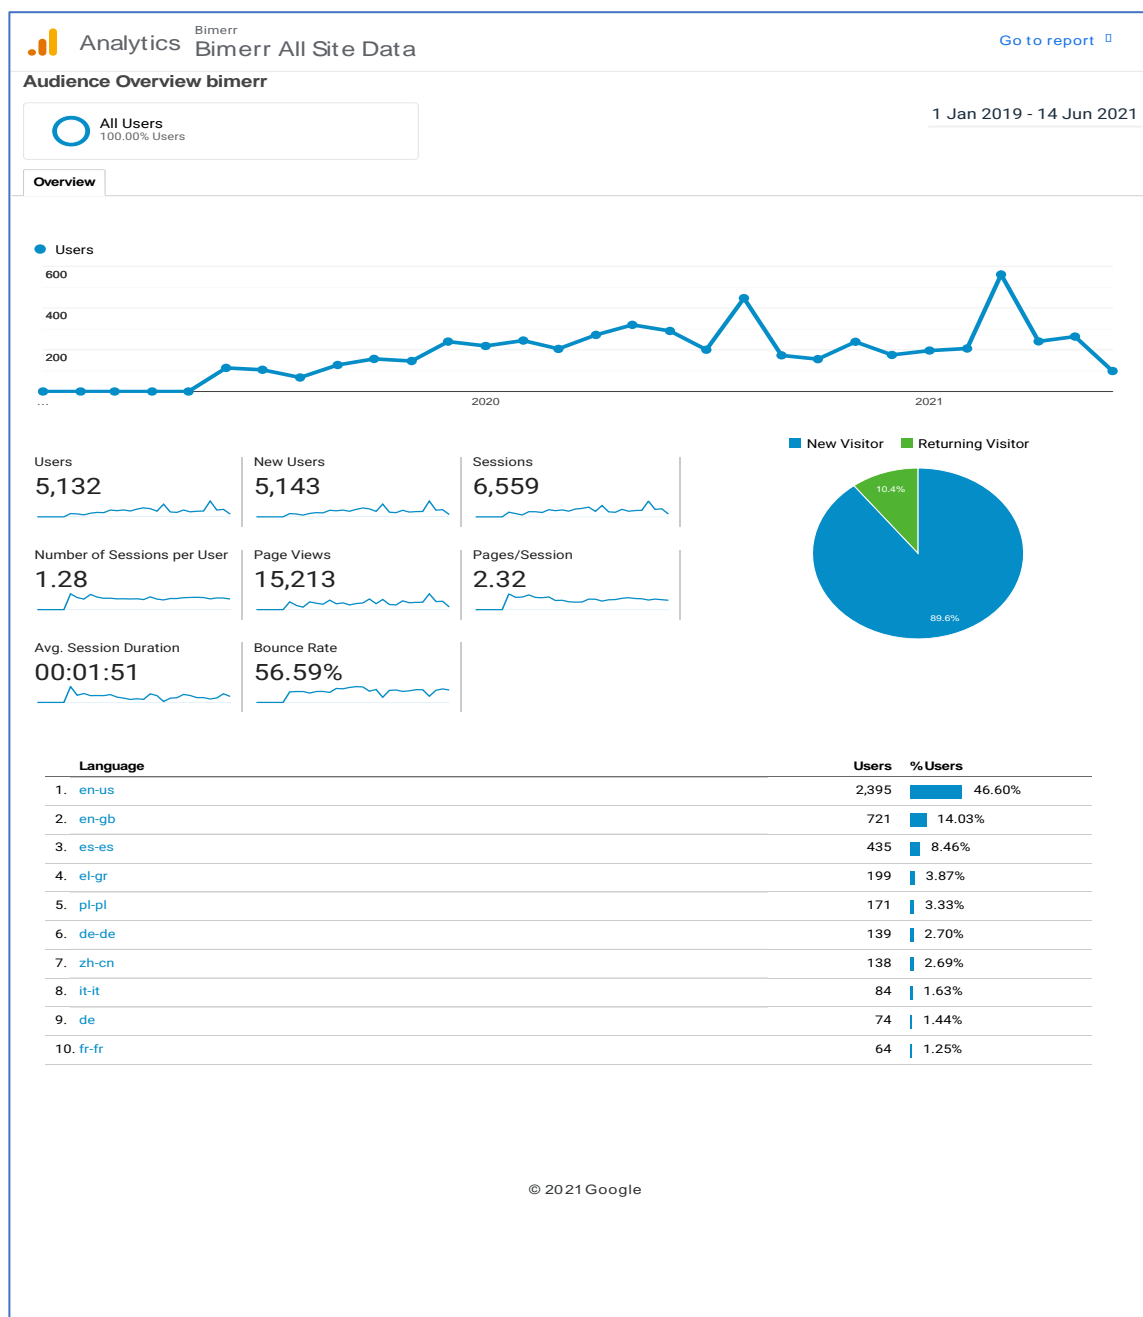 Analytics
Bimerr
Bimerr All Site Data
Go to report
Audience Overview bimerr
All Users
100.00% Users
1 Jan 2019 - 14 Jun 2021
Overview
Users
600
400
200
...
2020
2021
Users
5,132
New Users
5,143
Sessions
6,559
Number of Sessions per User
1.28
Page Views
15,213
Pages/Session
2.32
Avg. Session Duration
00:01:51
Bounce Rate
56.59%
New Visitor
Returning Visitor
10.4%
89.6%
Language Users % Users
1. en-us 2,395 46.60%
2. en-gb 721 14.03%
3. es-es 435 8.46%
4. el-gr 199 3.87%
5. pl-pl 171 3.33%
6. de-de 139 2.70%
7. zh-cn 138 2.69%
8. it-it 84 1.63%
9. de 74 1.44%
10. fr-fr 64 1.25%
© 2021 Google